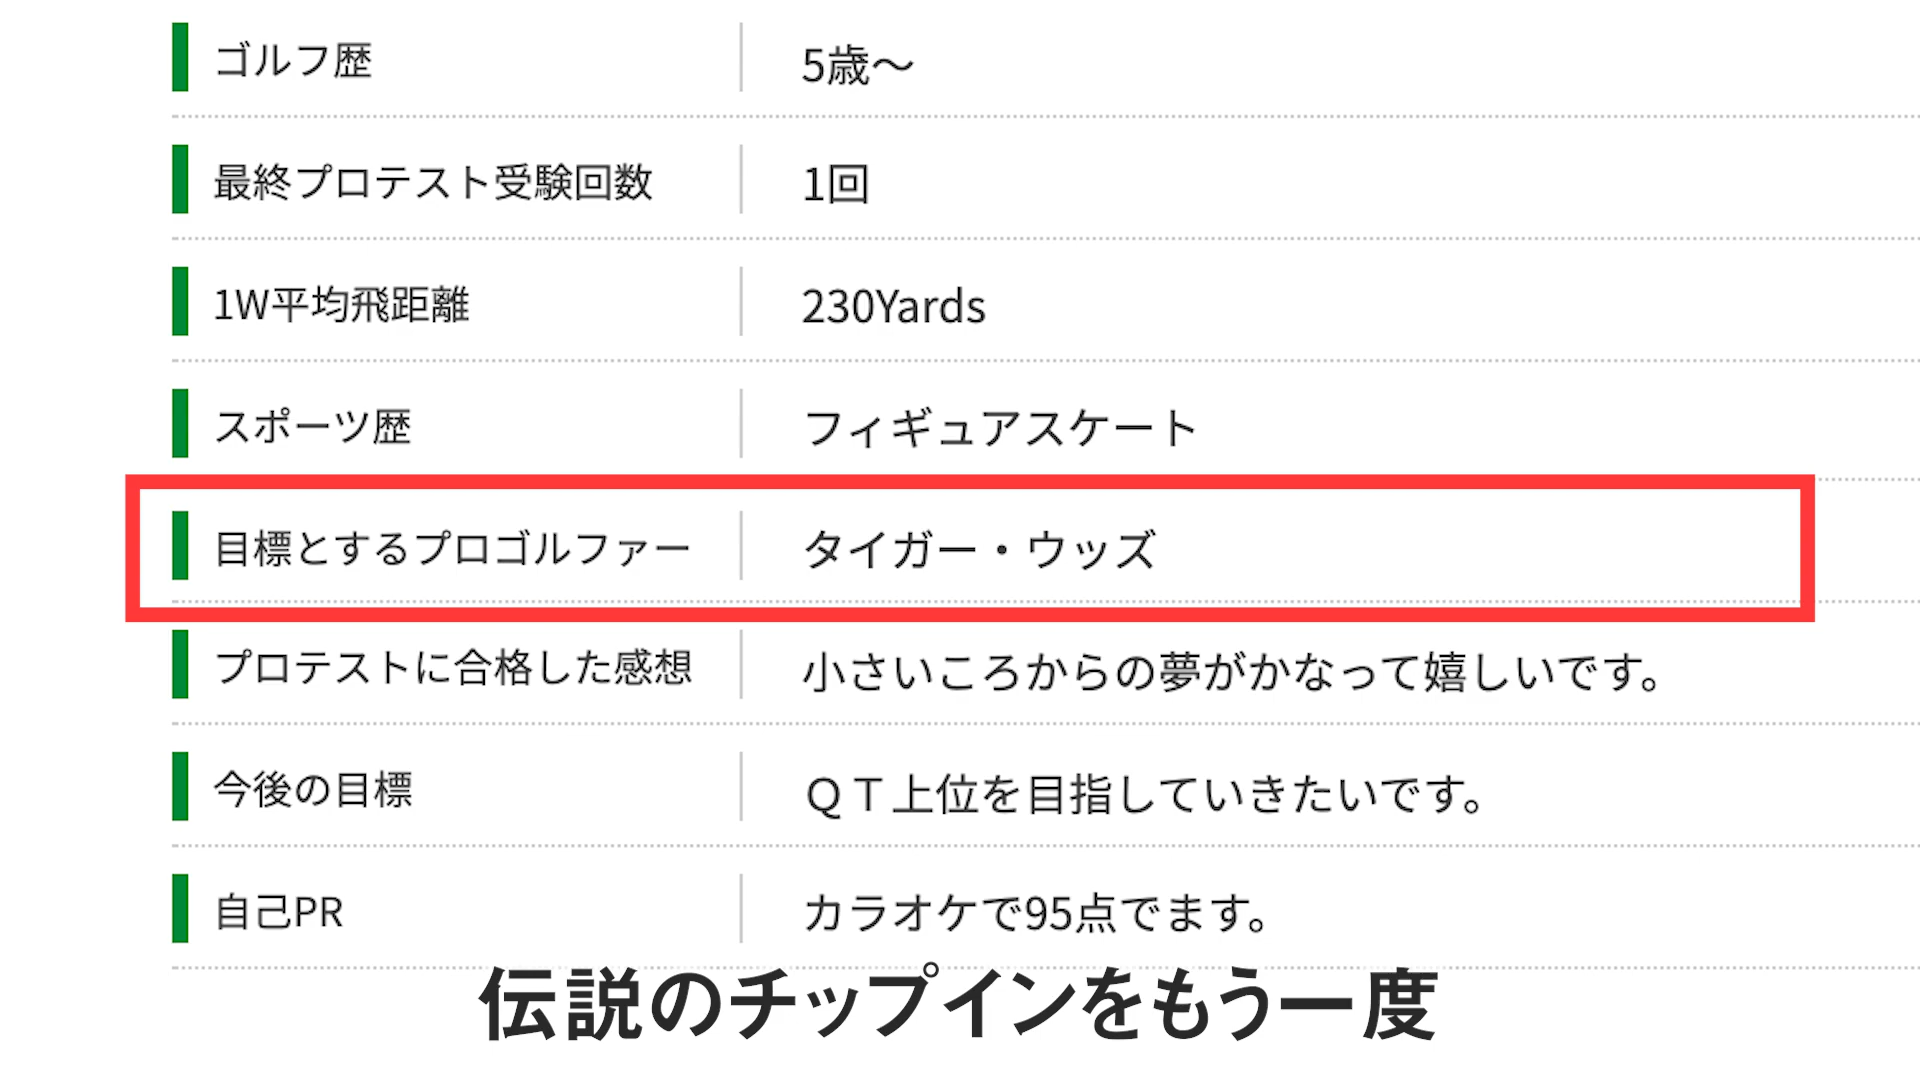 ゴルフ歴 5歳～
最終プロテスト受験回数 1回
1W平均飛距離 230Yards
スポーツ歴 フィギュアスケート
目標とするプロゴルファー タイガー・ウッズ
プロテストに合格した感想 小さいころからの夢がかなって嬉しいです。
今後の目標 ＱＴ上位を目指していきたいです。
自己PR カラオケで95点でます。
伝説のチップインをもう一度